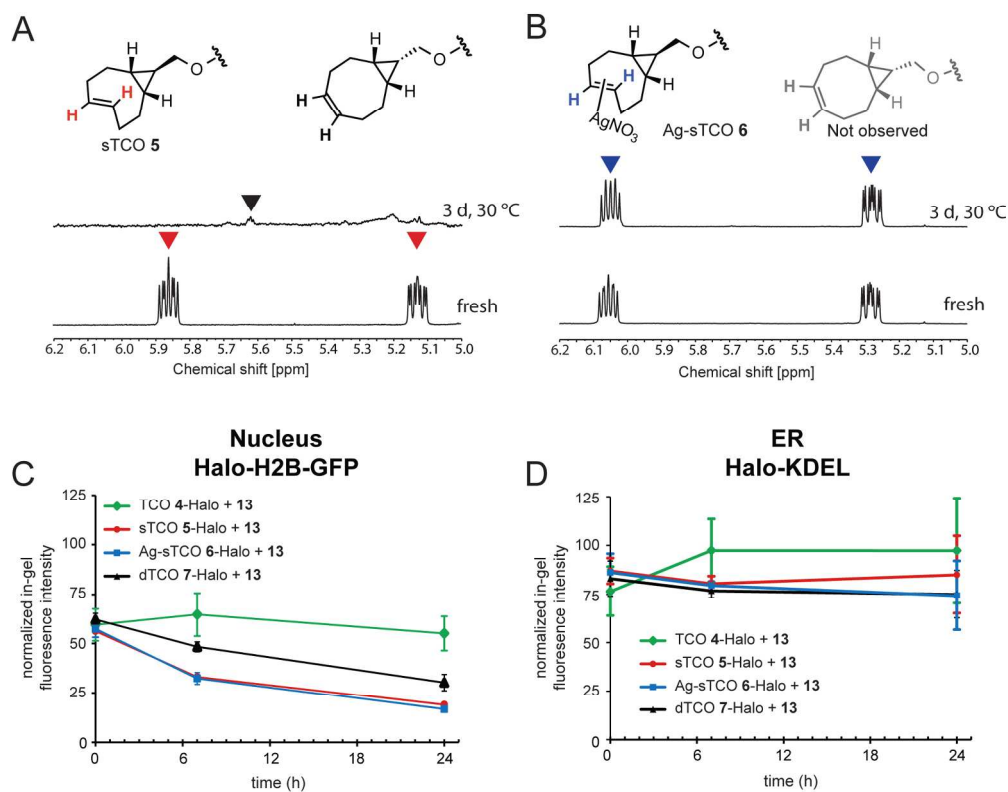 A
H
H
H
O
sTCO 5
H
H
H
H
O
3 d, 30 ºC
fresh
6.2 6.1 6.0 5.9 5.8 5.7 5.6 5.5 5.4 5.3 5.2 5.1 5.0
Chemical shift [ppm]
B
H
H
H
H
O
AgNO3
Ag-sTCO 6
H
H
H
H
O
Not observed
3 d, 30 ºC
fresh
6.2 6.1 6.0 5.9 5.8 5.7 5.6 5.5 5.4 5.3 5.2 5.1 5.0
Chemical shift [ppm]
C
Nucleus
Halo-H2B-GFP
TCO 4-Halo + 13
sTCO 5-Halo + 13
Ag-sTCO 6-Halo + 13
dTCO 7-Halo + 13
normalized in-gel
fluoresence intensity
125
100
75
50
25
0
0 6 12 18 24
time (h)
D
ER
Halo-KDEL
TCO 4-Halo + 13
sTCO 5-Halo + 13
Ag-sTCO 6-Halo + 13
dTCO 7-Halo + 13
normalized in-gel
fluoresence intensity
125
100
75
50
25
0
0 6 12 18 24
time (h)